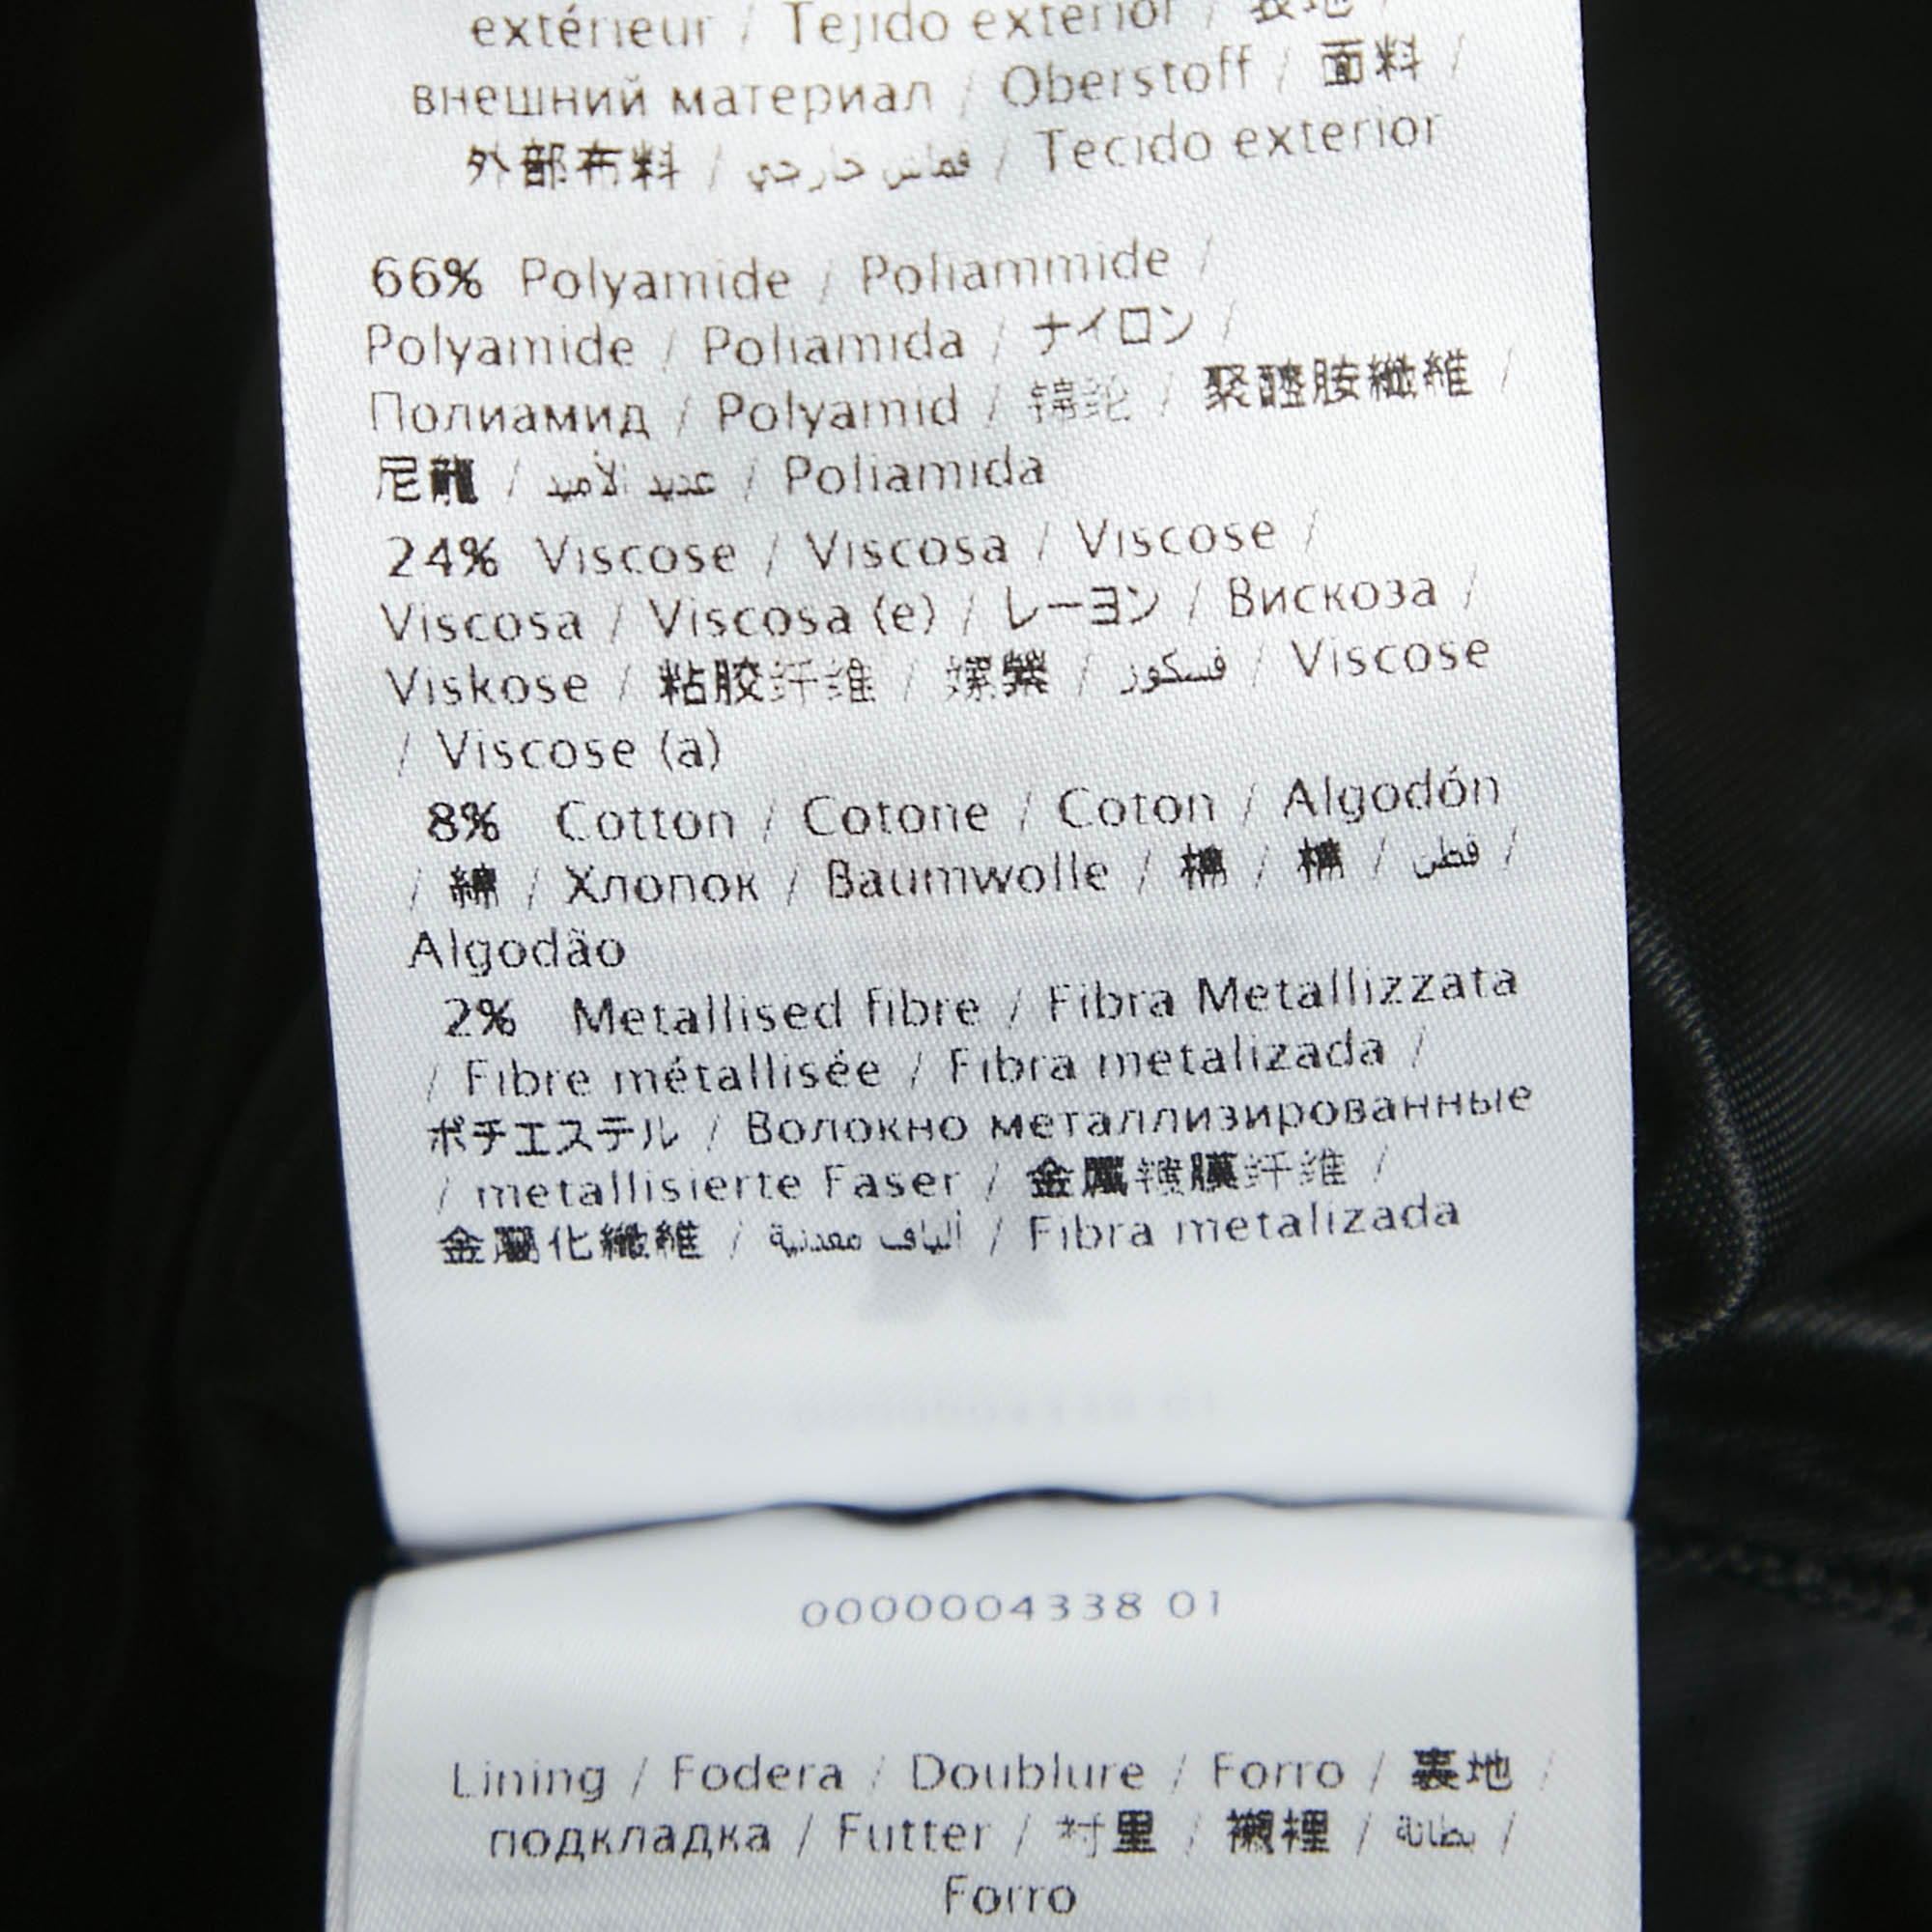 extérieur / Tejido exterior / 表地 /
внешний материал / Oberstoff / 面料 /
外部布料 / قماش خارجي / Tecido exterior
66% Polyamide / Poliammide /
Polyamide / Poliamida / ナイロン /
Полиамид / Polyamid / 锦纶 / 聚醯胺纖維 /
尼龍 / عديد الأميد / Poliamida
24% Viscose / Viscosa / Viscose /
Viscosa / Viscosa (e) / レーヨン / Вискоза /
Viskose / 粘胶纤维 / 嫘縈 / فسكوز / Viscose
/ Viscose (a)
8% Cotton / Cotone / Coton / Algodón
/ 綿 / Хлопок / Baumwolle / 棉 / 棉 / قطن /
Algodão
2% Metallised fibre / Fibra Metallizzata
/ Fibre métallisée / Fibra metalizada /
ポチエステル / Волокно металлизированные
/ metallisierte Faser / 金属镀膜纤维 /
金屬化纖維 / ألياف معدنية / Fibra metalizada
0000004338 01
Lining / Fodera / Doublure / Forro / 裏地 /
подкладка / Futter / 衬里 / 襯裡 / بطانة /
Forro